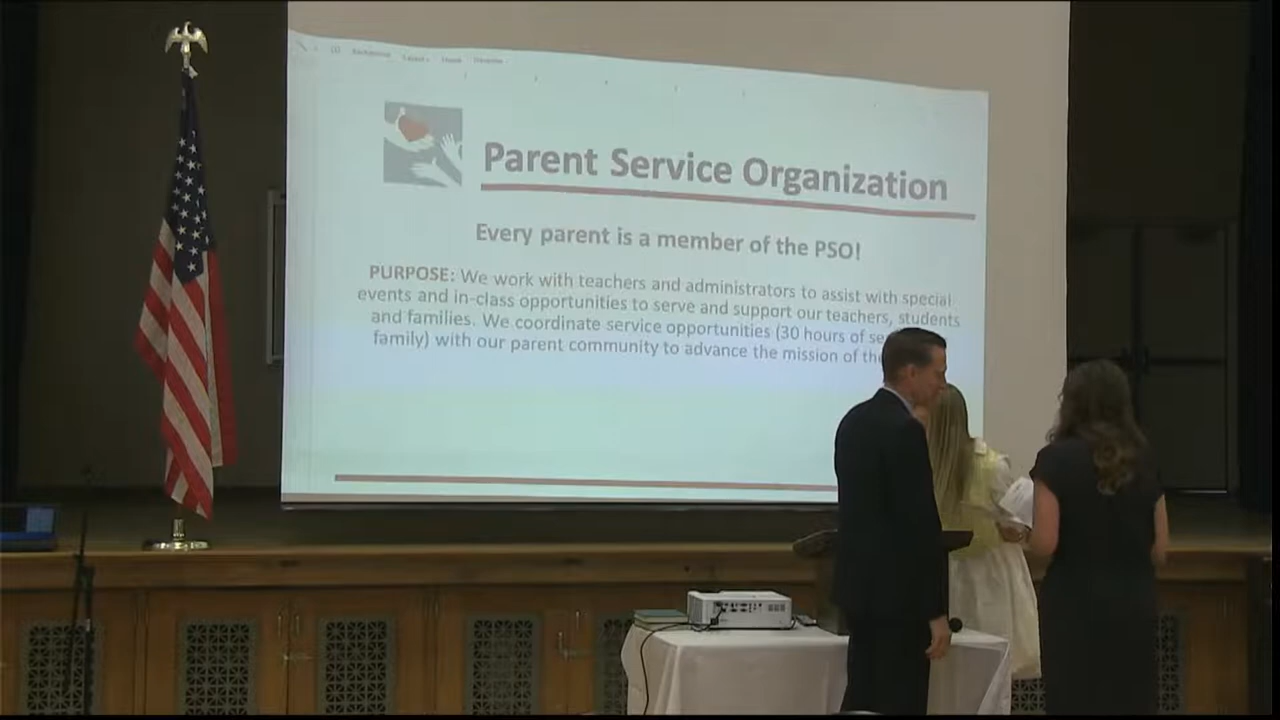 Parent Service Organization
Every parent is a member of the PSO!
PURPOSE: We work with teachers and administrators to assist with special
events and in-class opportunities to serve and support our teachers, students
and families. We coordinate service opportunities (30 hours of
family) with our parent community to advance the mission of the